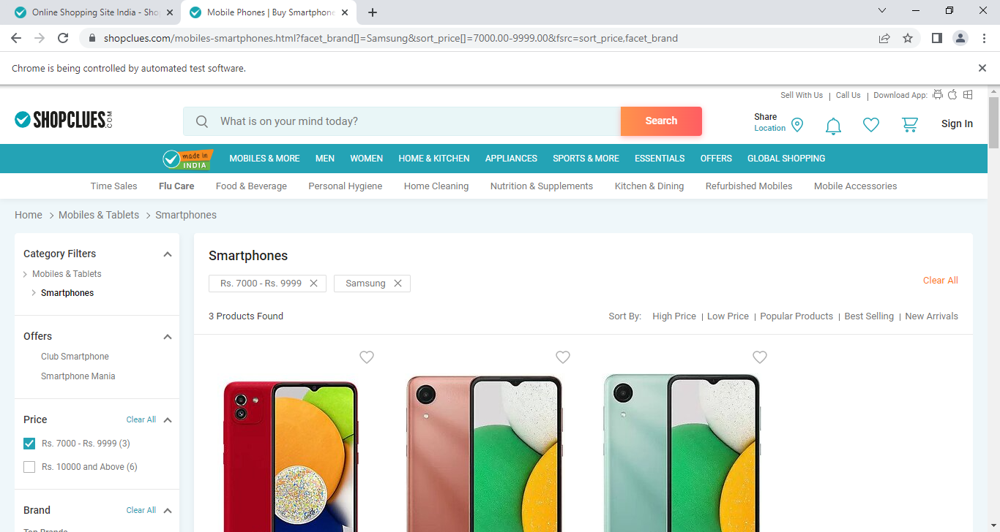 Online Shopping Site India - Sho
Mobile Phones | Buy Smartphone
shopclues.com/mobiles-smartphones.html?facet_brand[]=Samsung&sort_price[]=7000.00-9999.00&fsrc=sort_price,facet_brand
Chrome is being controlled by automated test software.
Sell With Us | Call Us | Download App:
SHOPCLUES.COM
What is on your mind today?
Search
Share
Location
Sign In
made in
INDIA
MOBILES & MORE MEN WOMEN HOME & KITCHEN APPLIANCES SPORTS & MORE ESSENTIALS OFFERS GLOBAL SHOPPING
Time Sales Flu Care Food & Beverage Personal Hygiene Home Cleaning Nutrition & Supplements Kitchen & Dining Refurbished Mobiles Mobile Accessories
Home > Mobiles & Tablets > Smartphones
Category Filters
Mobiles & Tablets
Smartphones
Offers
Club Smartphone
Smartphone Mania
Price Clear All
Rs. 7000 - Rs. 9999 (3)
Rs. 10000 and Above (6)
Brand Clear All
Top Brands
Smartphones
Rs. 7000 - Rs. 9999 Samsung
Clear All
3 Products Found
Sort By: High Price | Low Price | Popular Products | Best Selling | New Arrivals